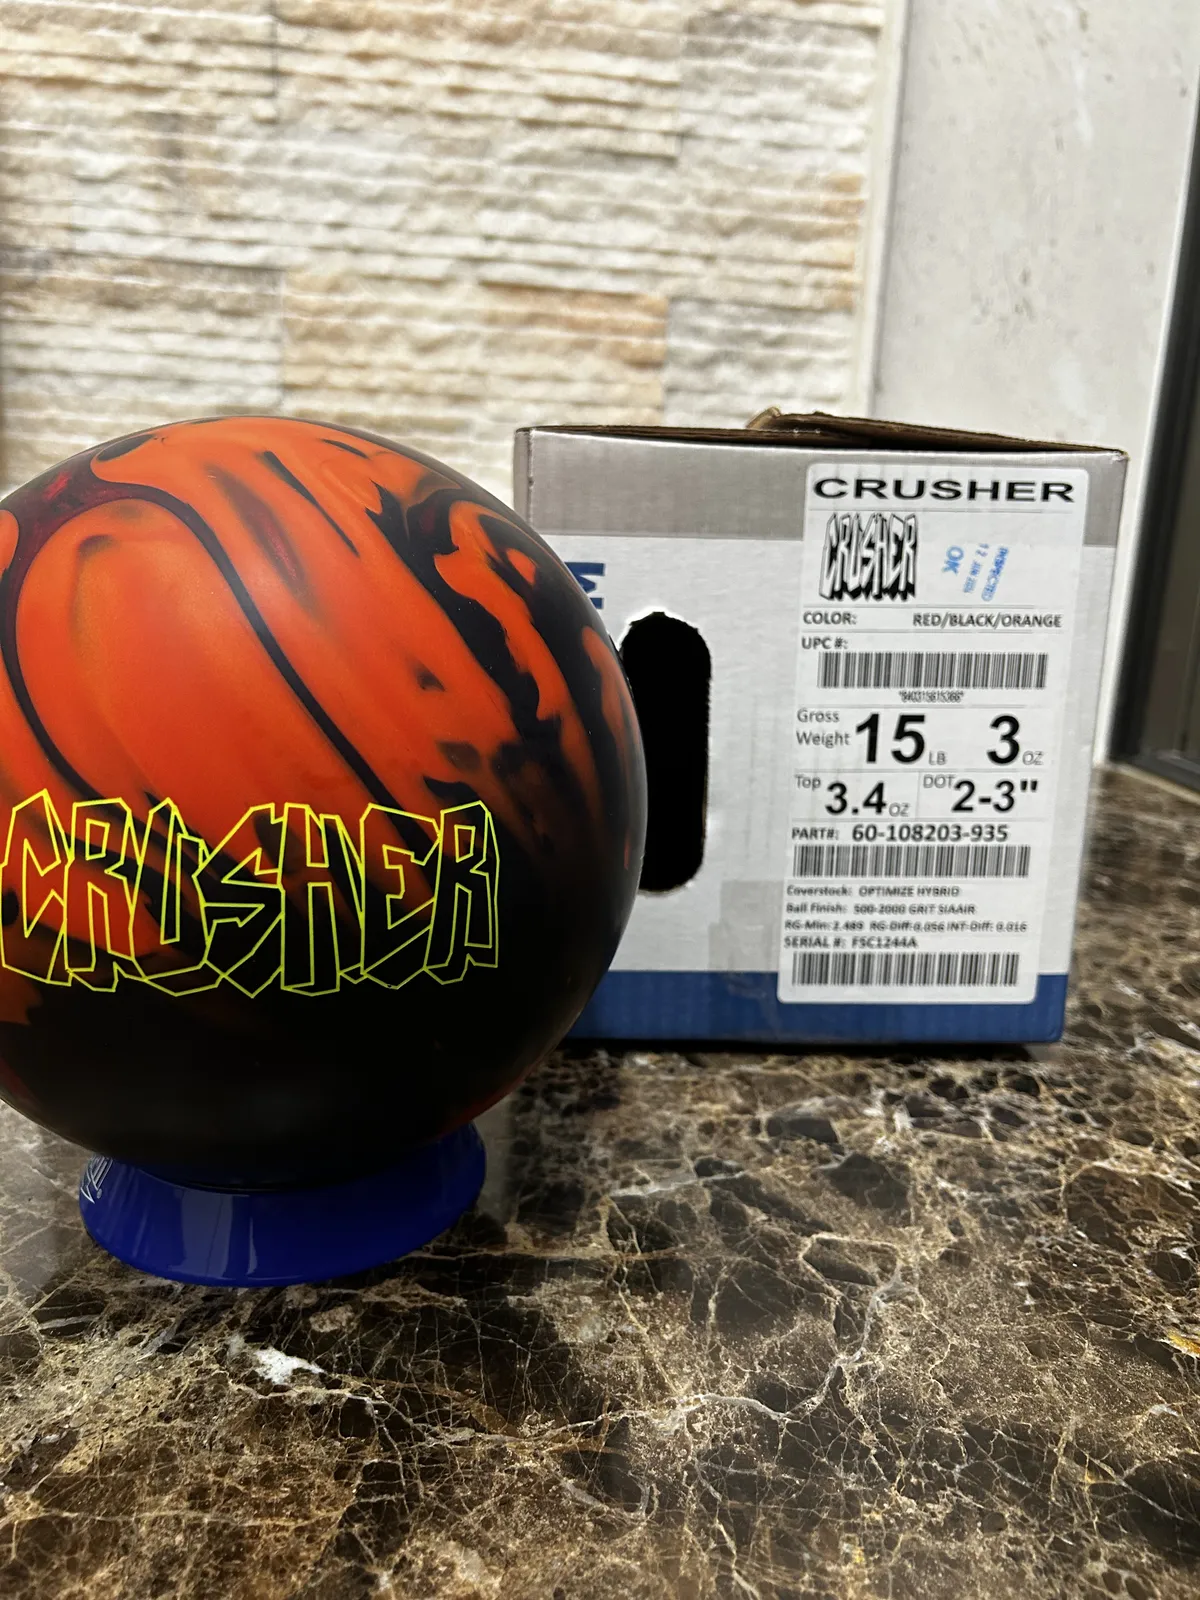 CRUSHER
CRUSHER
CRUSHER
INSPECTED
OK
COLOR: RED/BLACK/ORANGE
UPC #:
Gross Weight 15 LB 3 OZ
Top 3.4 OZ DOT 2-3"
PART#: 60-108203-935
Coverstock: OPTIMIZE HYBRID
Ball Finish: 500-2000 GRIT SIAAIR
RG-Min: 2.489 RG-Diff: 0.056 INT-Diff: 0.016
SERIAL #: FSC1244A